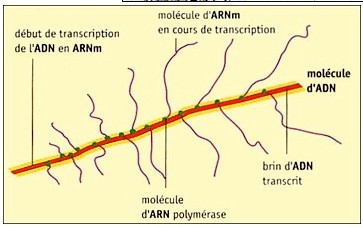 début de transcription
de l'ADN en ARNm
molécule d'ARNm
en cours de transcription
molécule
d'ADN
brin d'ADN
transcrit
molécule
d'ARN polymérase